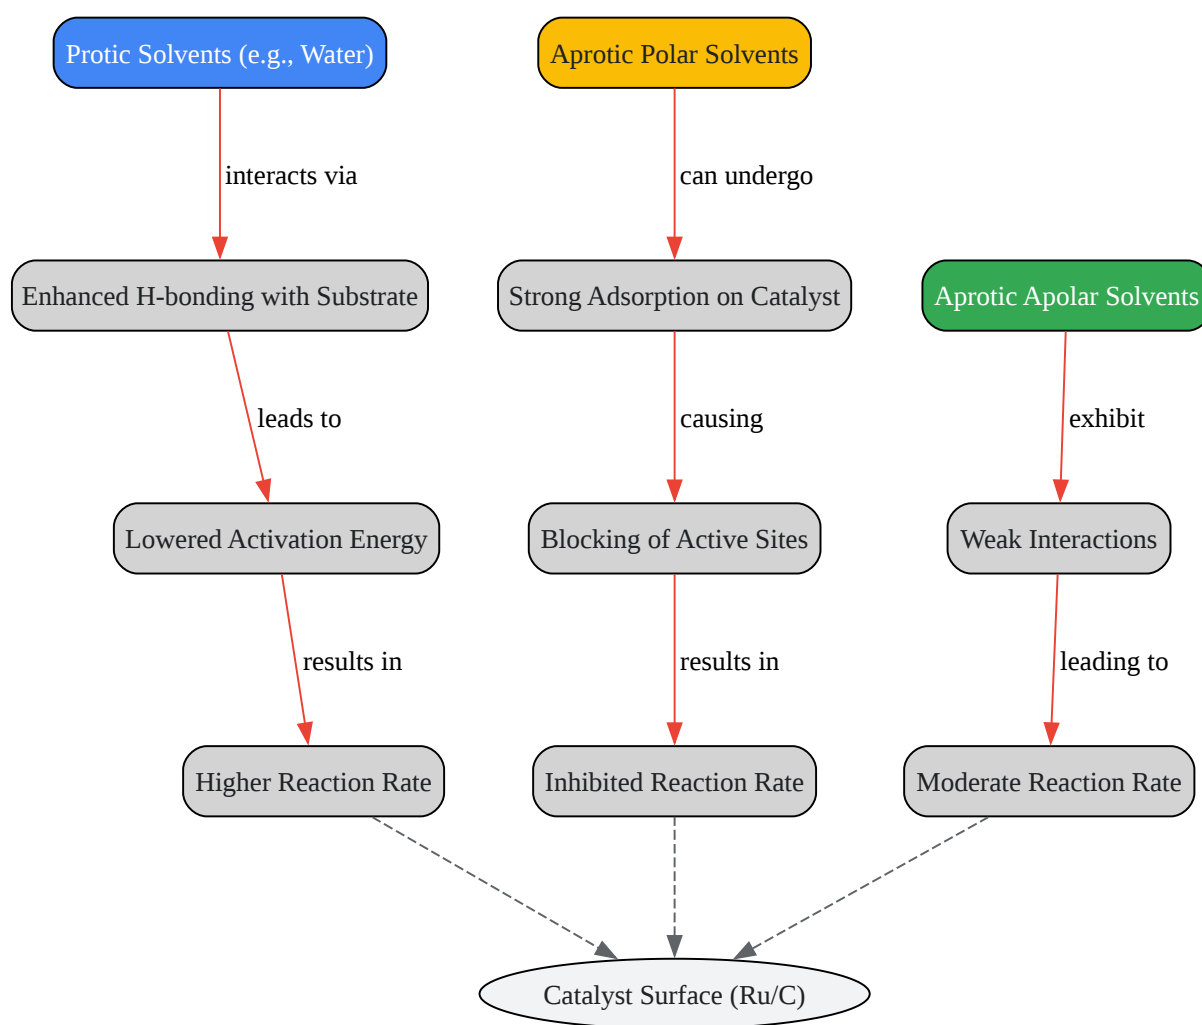 Protic Solvents (e.g., Water)
Aprotic Polar Solvents
interacts via
can undergo
Enhanced H-bonding with Substrate
Strong Adsorption on Catalyst
Aprotic Apolar Solvents
leads to
causing
exhibit
Lowered Activation Energy
Blocking of Active Sites
Weak Interactions
results in
results in
leading to
Higher Reaction Rate
Inhibited Reaction Rate
Moderate Reaction Rate
Catalyst Surface (Ru/C)